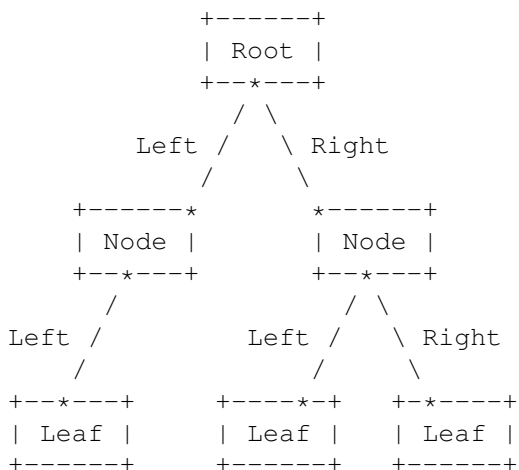 Root
Left Right
Node Node
Left Left Right
Leaf Leaf Leaf